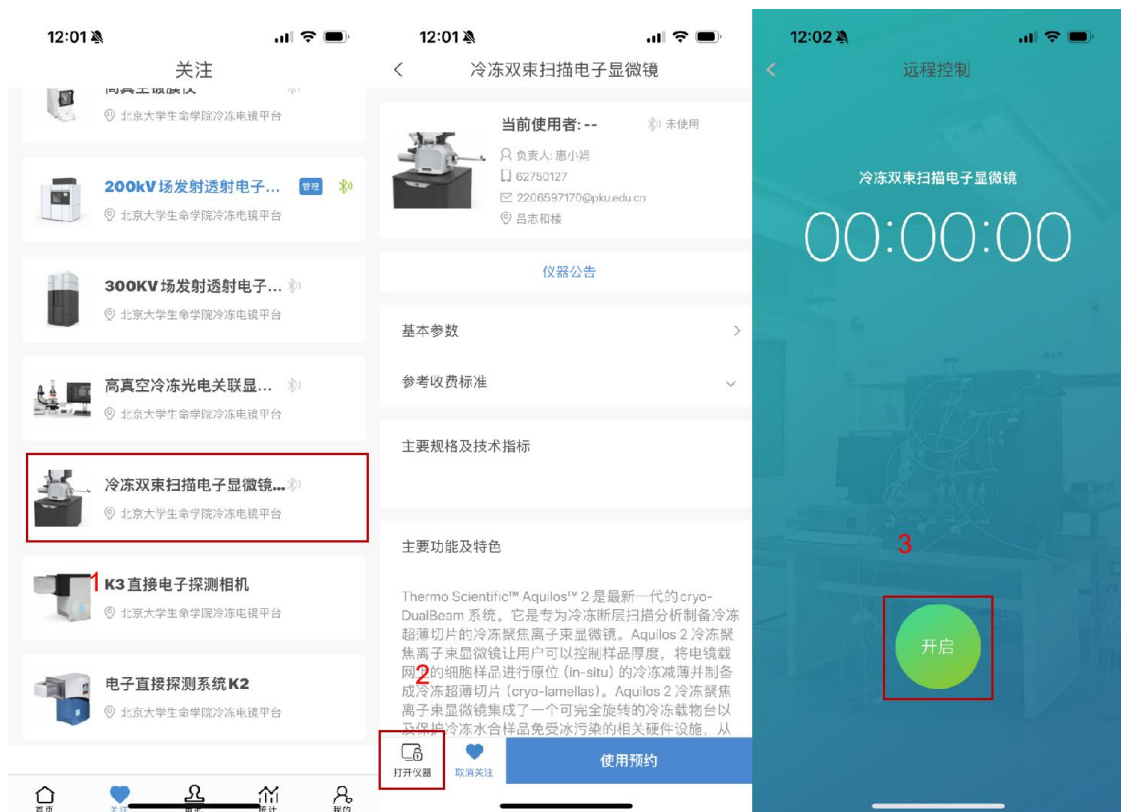 12:01
关注
高真空镀膜仪
北京大学生命学院冷冻电镜平台
200kV场发射透射电子...
管理
北京大学生命学院冷冻电镜平台
300KV场发射透射电子...
北京大学生命学院冷冻电镜平台
高真空冷冻光电关联显...
北京大学生命学院冷冻电镜平台
冷冻双束扫描电子显微镜...
北京大学生命学院冷冻电镜平台
1
K3直接电子探测相机
北京大学生命学院冷冻电镜平台
电子直接探测系统K2
北京大学生命学院冷冻电镜平台
首页
关注
统计
我的
12:01
冷冻双束扫描电子显微镜
当前使用者: --
未使用
负责人: 惠小娟
62750127
2206597170@pku.edu.cn
吕志和楼
仪器公告
基本参数
参考收费标准
主要规格及技术指标
主要功能及特色
Thermo Scientific™ Aquilos™ 2 是最新一代的 cryo-
DualBeam 系统。它是专为冷冻断层扫描分析制备冷冻
超薄切片的冷冻聚焦离子束显微镜。Aquilos 2 冷冻聚
焦离子束显微镜让用户可以控制样品厚度，将电镜载
网上的细胞样品进行原位 (in-situ) 的冷冻减薄并制备
成冷冻超薄切片 (cryo-lamellas)。Aquilos 2 冷冻聚焦
离子束显微镜集成了一个可完全旋转的冷冻载物台以
及保护冷冻水合样品免受冰污染的相关硬件设施，从
2
打开仪器
取消关注
使用预约
12:02
远程控制
冷冻双束扫描电子显微镜
00:00:00
3
开启